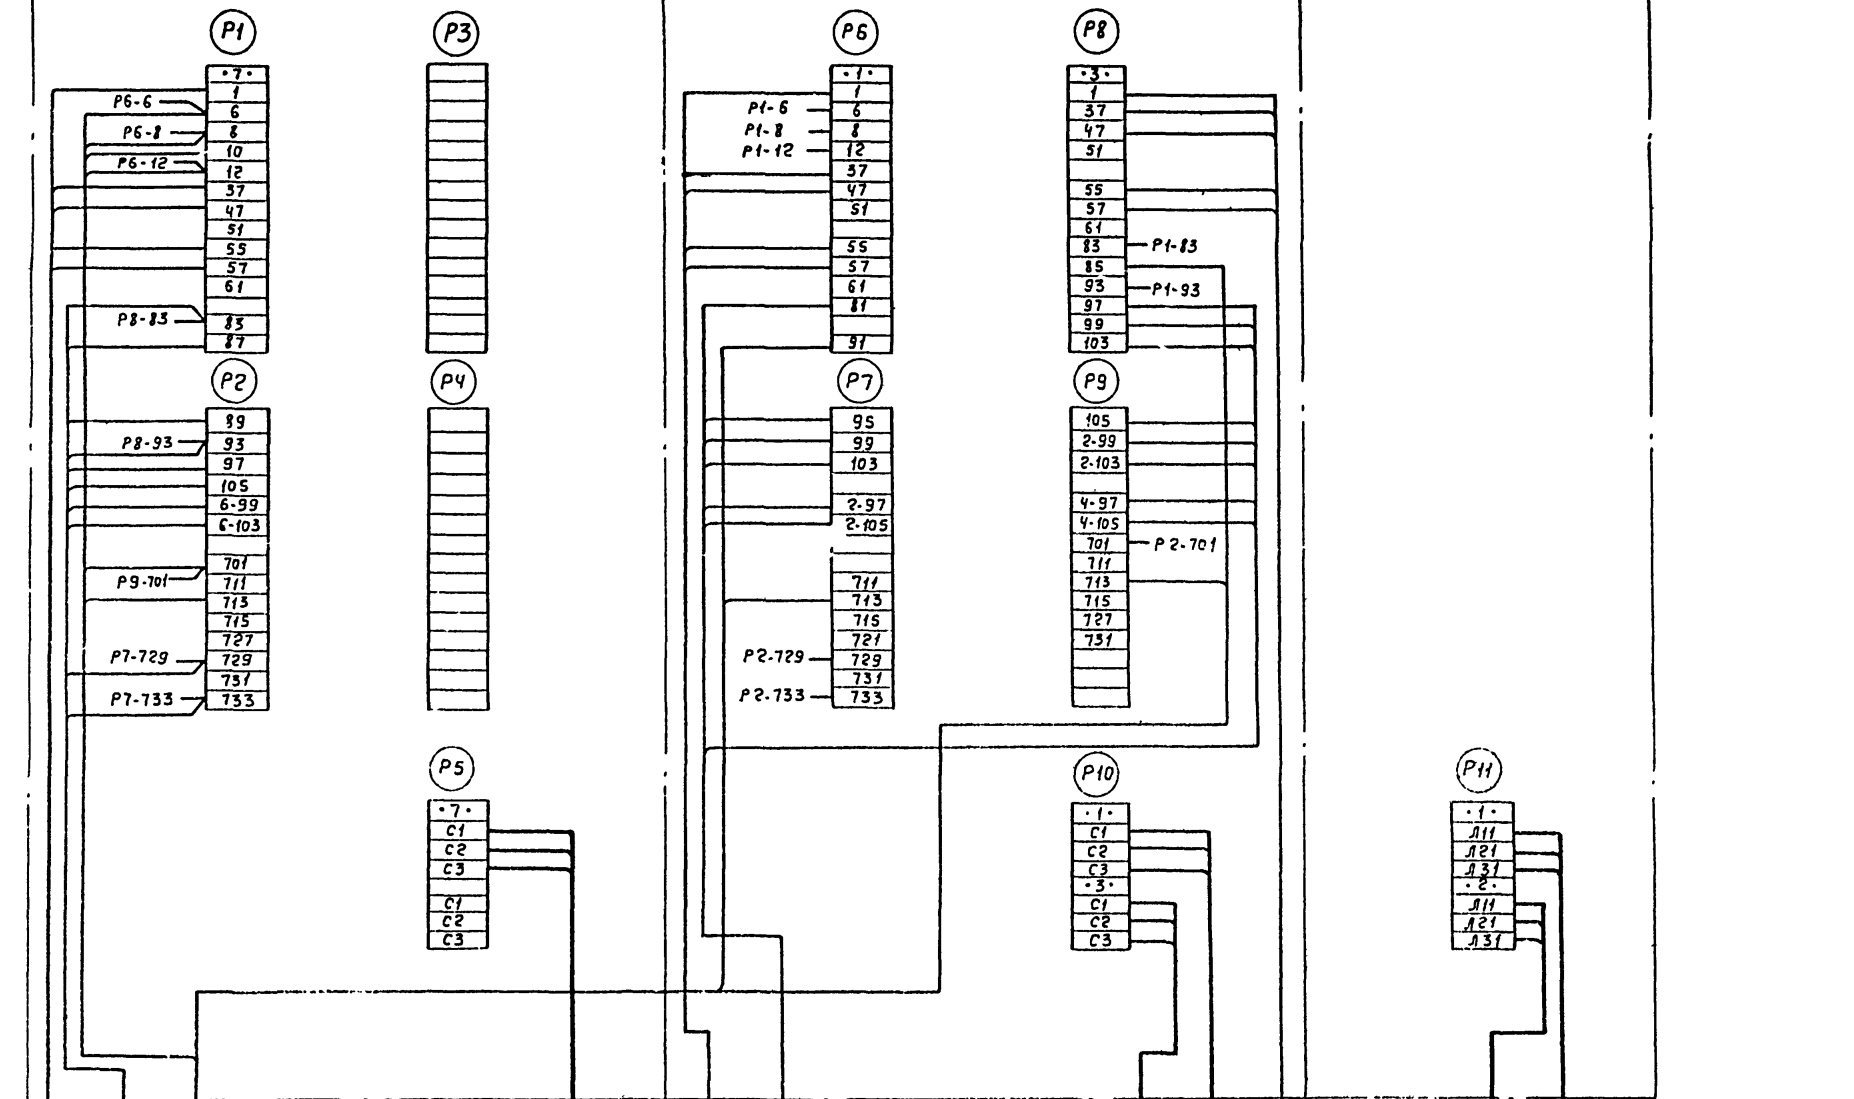 P1
·7·
1
6
8
10
12
37
47
51
55
57
61
83
87
P6-6
P6-8
P6-12
P8-83
P2
89
93
97
105
6-99
6-103
701
711
713
715
727
729
731
733
P8-93
P9-701
P7-729
P7-733
P3
P4
P5
·7·
C1
C2
C3
C1
C2
C3
P6
·1·
1
6
8
12
37
47
51
55
57
61
81
91
P1-6
P1-8
P1-12
P7
95
99
103
2-97
2-105
711
713
715
721
729
731
733
P2-729
P2-733
P8
·3·
1
37
47
51
55
57
61
83
85
93
97
99
103
P1-83
P1-93
P9
105
2-99
2-103
4-97
4-105
701
711
713
715
727
731
P2-701
P10
·1·
C1
C2
C3
·3·
C1
C2
C3
P11
·1·
Л11
Л21
Л31
·2·
Л11
Л21
Л31